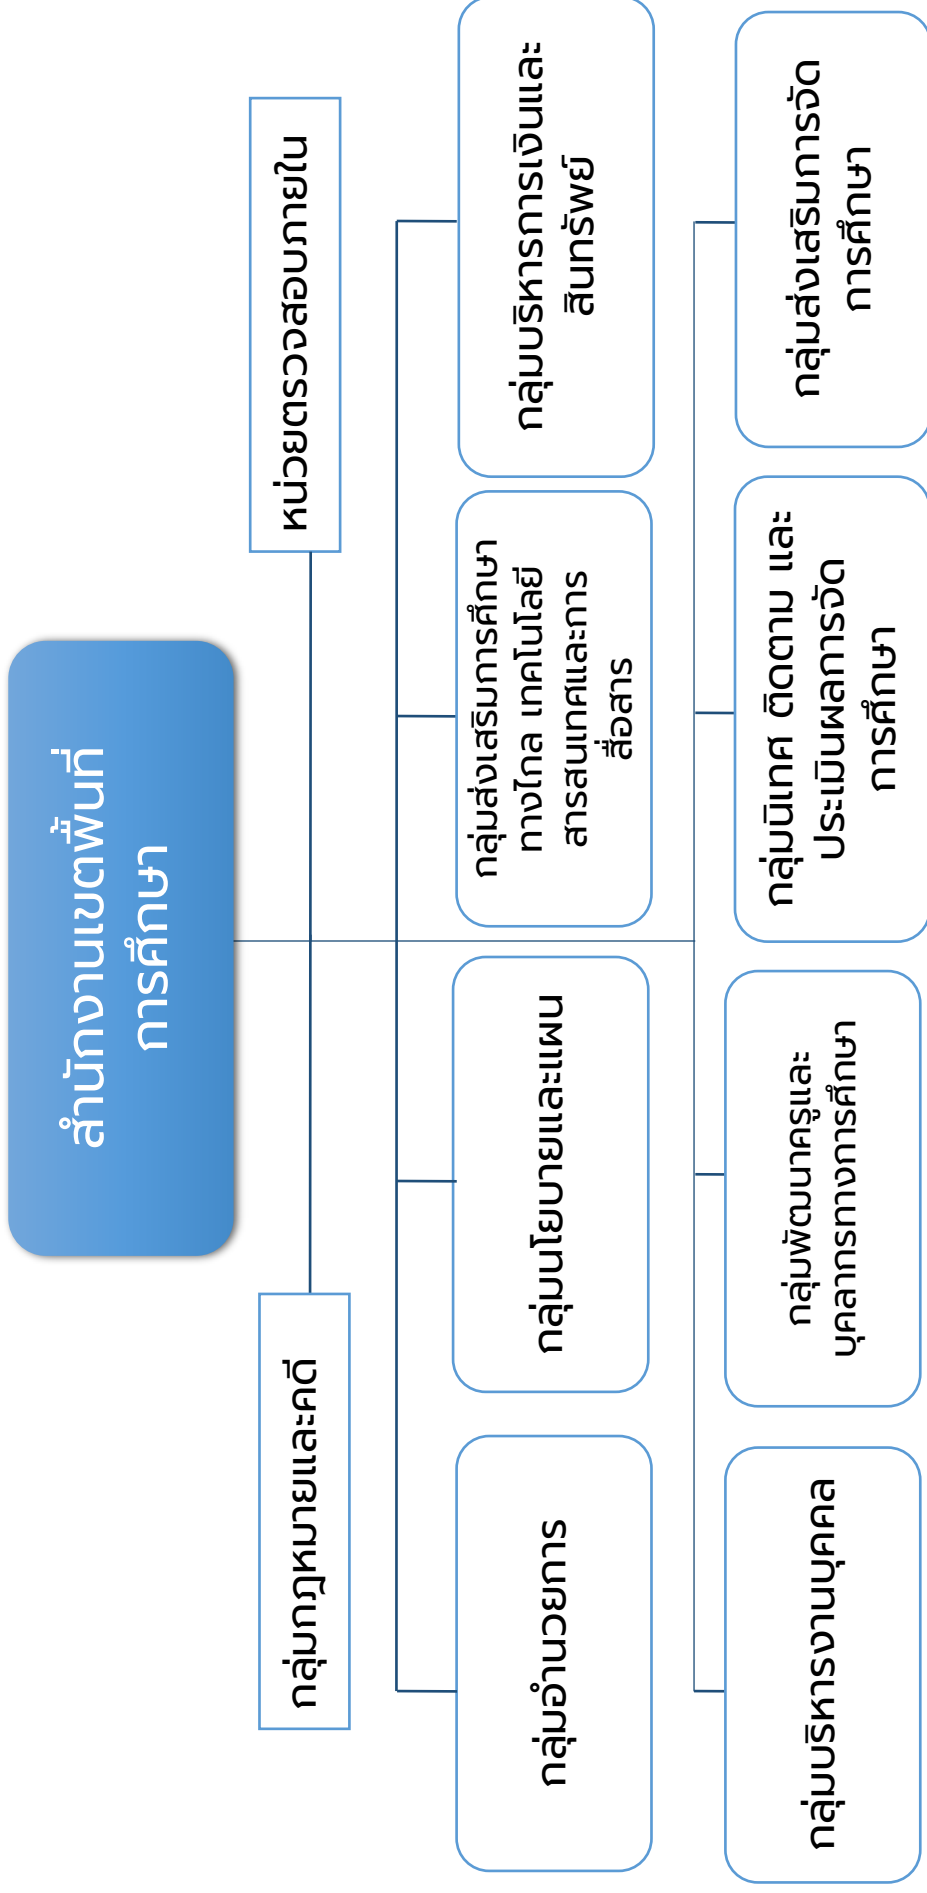 สำนักงานเขตพื้นที่
การศึกษา
กลุ่มกฎหมายและคดี
หน่วยตรวจสอบภายใน
กลุ่มอำนวยการ
กลุ่มนโยบายและแผน
กลุ่มส่งเสริมการศึกษา
ทางไกล เทคโนโลยี
สารสนเทศและการ
สื่อสาร
กลุ่มบริหารการเงินและ
สินทรัพย์
กลุ่มบริหารงานบุคคล
กลุ่มพัฒนาครูและ
บุคลากรทางการศึกษา
กลุ่มนิเทศ ติดตาม และ
ประเมินผลการจัด
การศึกษา
กลุ่มส่งเสริมการจัด
การศึกษา